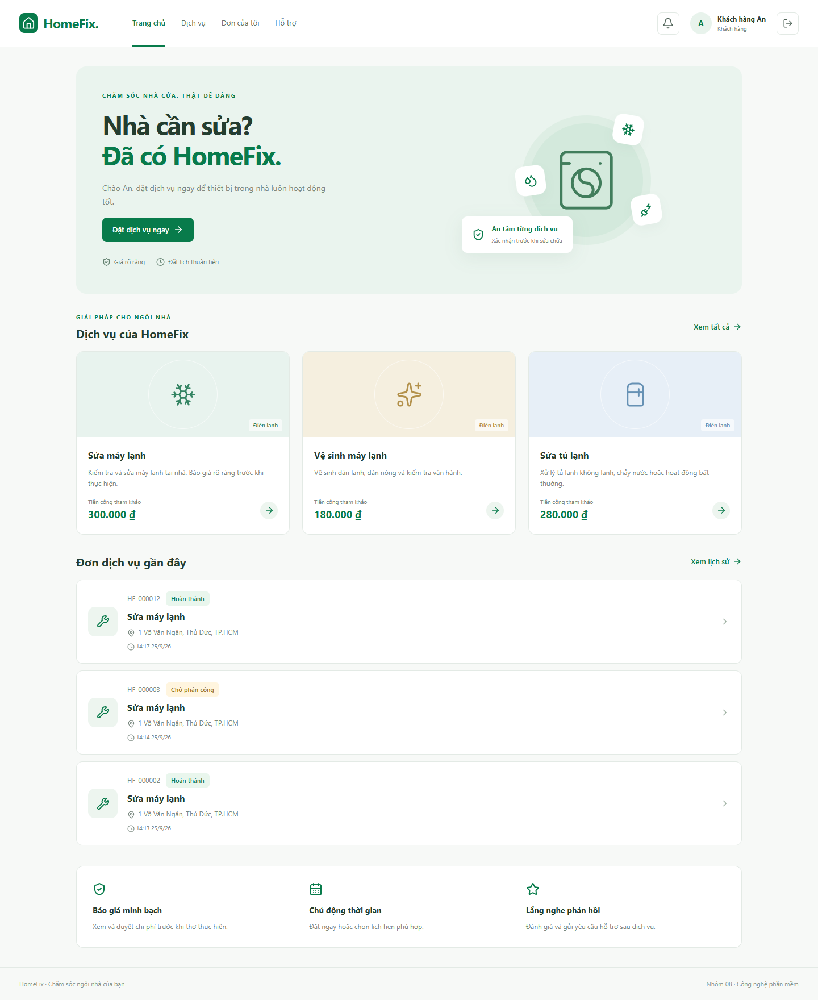 HomeFix.
Trang chủ
Dịch vụ
Đơn của tôi
Hỗ trợ
A
Khách hàng An
Khách hàng
CHĂM SÓC NHÀ CỬA, THẬT DỄ DÀNG
Nhà cần sửa?
Đã có HomeFix.
Chào An, đặt dịch vụ ngay để thiết bị trong nhà luôn hoạt động
tốt.
Đặt dịch vụ ngay
Giá rõ ràng
Đặt lịch thuận tiện
An tâm từng dịch vụ
Xác nhận trước khi sửa chữa
GIẢI PHÁP CHO NGÔI NHÀ
Dịch vụ của HomeFix
Xem tất cả
Điện lạnh
Sửa máy lạnh
Kiểm tra và sửa máy lạnh tại nhà. Báo giá rõ ràng trước khi
thực hiện.
Tiền công tham khảo
300.000 ₫
Điện lạnh
Vệ sinh máy lạnh
Vệ sinh dàn lạnh, dàn nóng và kiểm tra vận hành.
Tiền công tham khảo
180.000 ₫
Điện lạnh
Sửa tủ lạnh
Xử lý tủ lạnh không lạnh, chảy nước hoặc hoạt động bất
thường.
Tiền công tham khảo
280.000 ₫
Đơn dịch vụ gần đây
Xem lịch sử
HF-000012
Hoàn thành
Sửa máy lạnh
1 Võ Văn Ngân, Thủ Đức, TP.HCM
14:17 25/9/26
HF-000003
Chờ phân công
Sửa máy lạnh
1 Võ Văn Ngân, Thủ Đức, TP.HCM
14:14 25/9/26
HF-000002
Hoàn thành
Sửa máy lạnh
1 Võ Văn Ngân, Thủ Đức, TP.HCM
14:13 25/9/26
Báo giá minh bạch
Xem và duyệt chi phí trước khi thợ thực hiện.
Chủ động thời gian
Đặt ngay hoặc chọn lịch hẹn phù hợp.
Lắng nghe phản hồi
Đánh giá và gửi yêu cầu hỗ trợ sau dịch vụ.
HomeFix · Chăm sóc ngôi nhà của bạn
Nhóm 08 · Công nghệ phần mềm